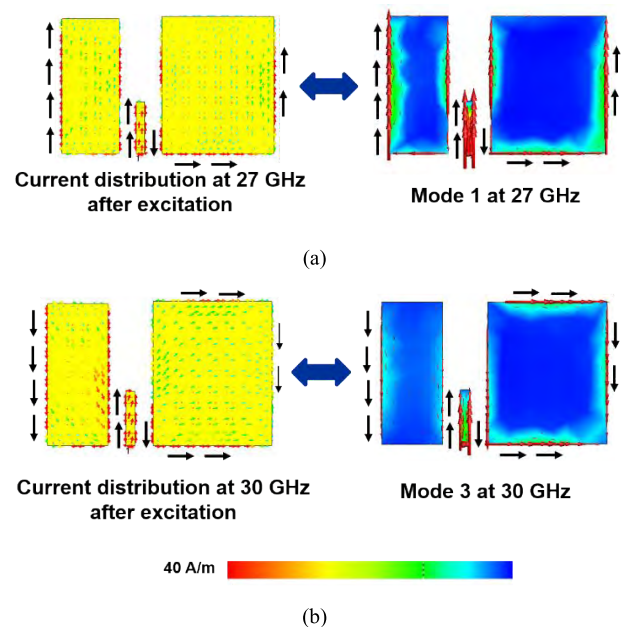 Current distribution at 27 GHz
after excitation
Mode 1 at 27 GHz
(a)
Current distribution at 30 GHz
after excitation
Mode 3 at 30 GHz
40 A/m
(b)